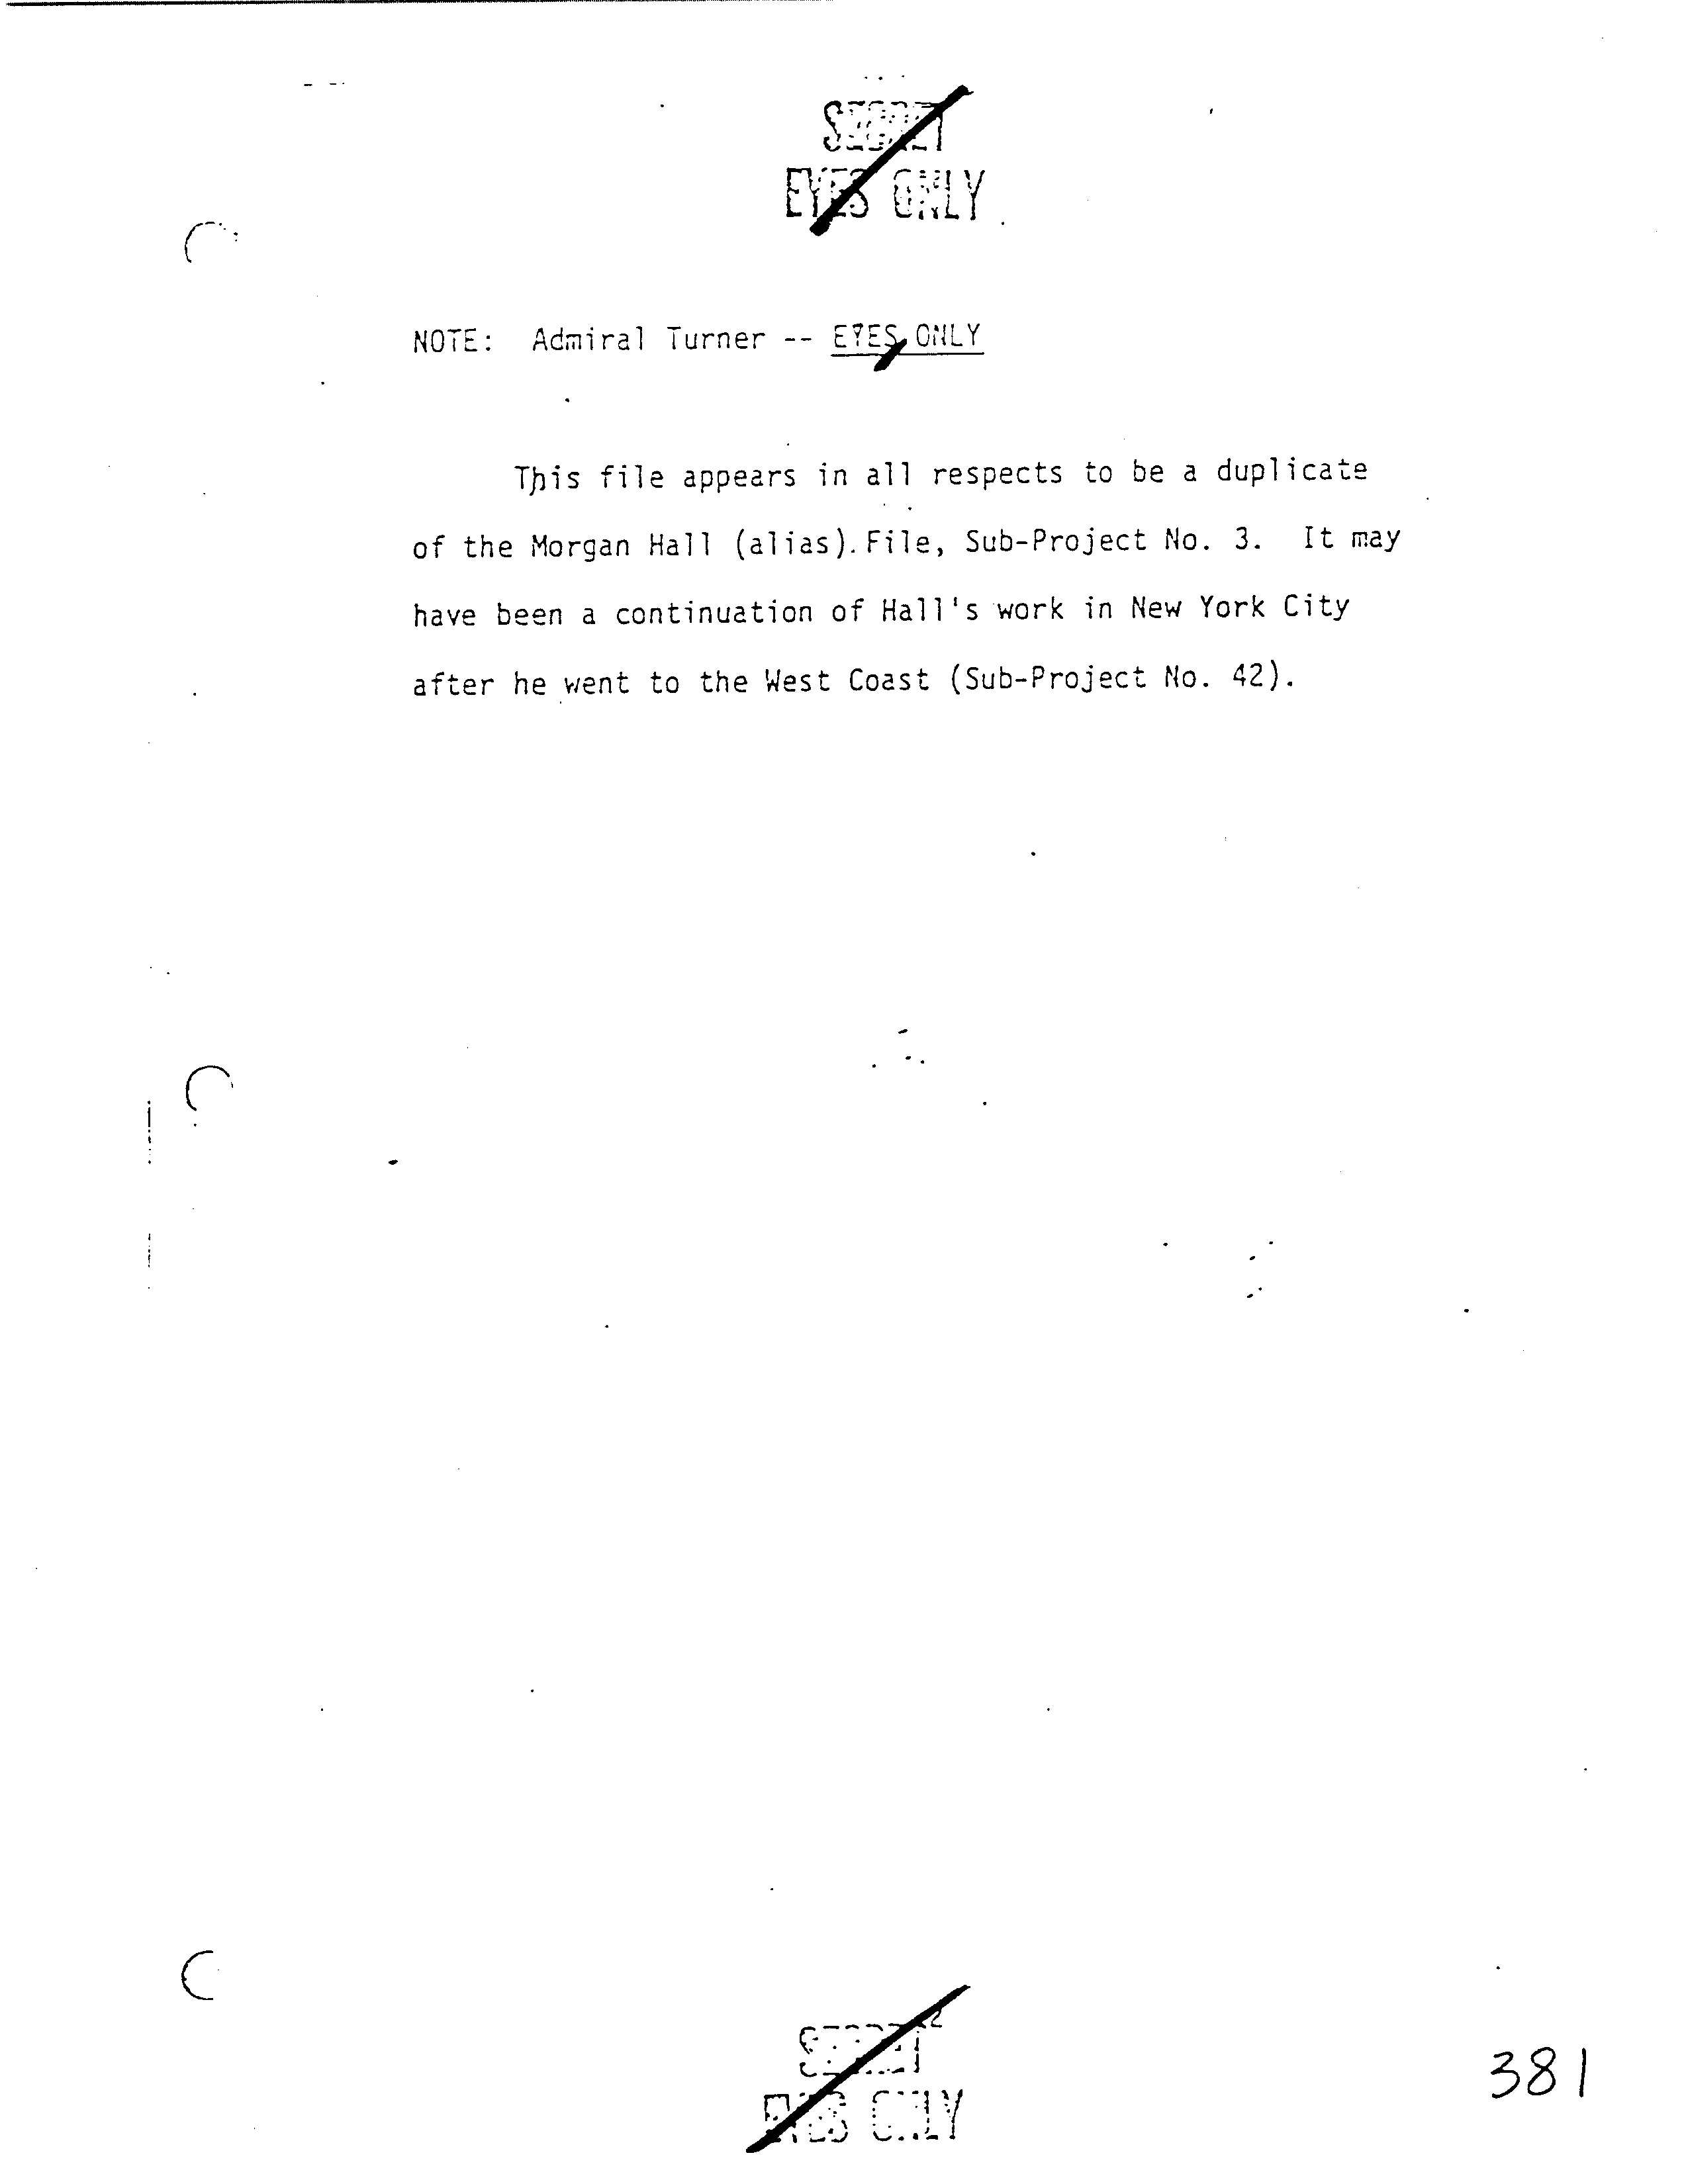 SECRET
EYES ONLY
NOTE: Admiral Turner -- EYES ONLY
This file appears in all respects to be a duplicate
of the Morgan Hall (alias). File, Sub-Project No. 3. It may
have been a continuation of Hall's work in New York City
after he went to the West Coast (Sub-Project No. 42).
SECRET
EYES ONLY
381